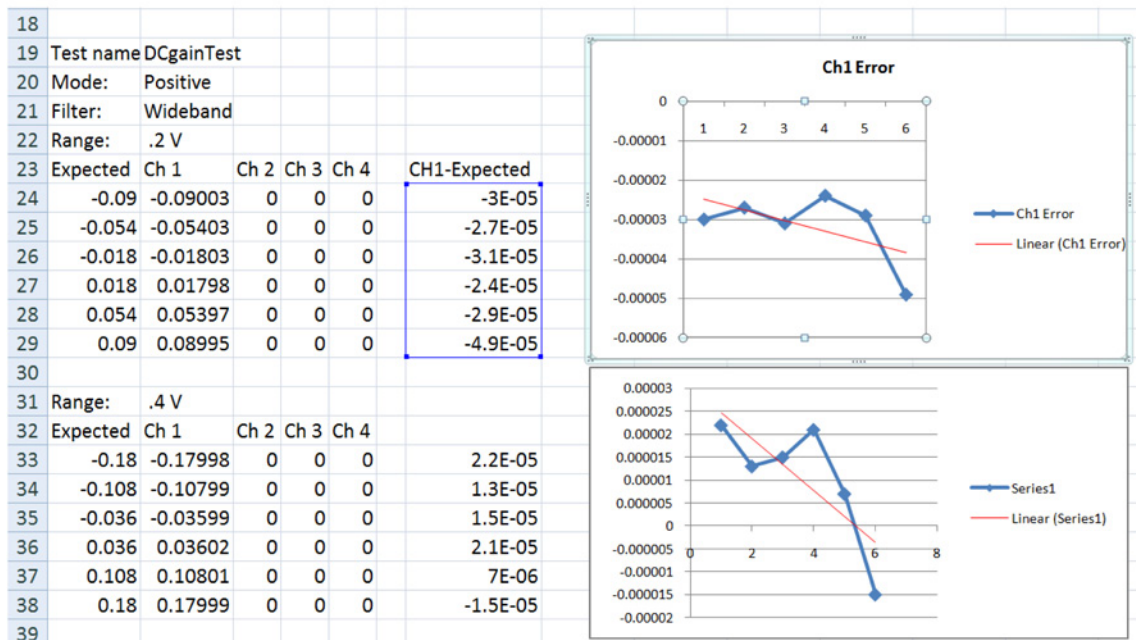 18
19 Test name DCgainTest
20 Mode: Positive
21 Filter: Wideband
22 Range: .2 V
23 Expected Ch 1 Ch 2 Ch 3 Ch 4 CH1-Expected
24 -0.09 -0.09003 0 0 0 -3E-05
25 -0.054 -0.05403 0 0 0 -2.7E-05
26 -0.018 -0.01803 0 0 0 -3.1E-05
27 0.018 0.01798 0 0 0 -2.4E-05
28 0.054 0.05397 0 0 0 -2.9E-05
29 0.09 0.08995 0 0 0 -4.9E-05
30
31 Range: .4 V
32 Expected Ch 1 Ch 2 Ch 3 Ch 4
33 -0.18 -0.17998 0 0 0 2.2E-05
34 -0.108 -0.10799 0 0 0 1.3E-05
35 -0.036 -0.03599 0 0 0 1.5E-05
36 0.036 0.03602 0 0 0 2.1E-05
37 0.108 0.10801 0 0 0 7E-06
38 0.18 0.17999 0 0 0 -1.5E-05
39
Ch1 Error
0
1 2 3 4 5 6
-0.00001
-0.00002
-0.00003
-0.00004
-0.00005
-0.00006
Ch1 Error
Linear (Ch1 Error)
0.00003
0.000025
0.00002
0.000015
0.00001
0.000005
0
-0.000005
-0.00001
-0.000015
-0.00002
0 2 4 6 8
Series1
Linear (Series1)